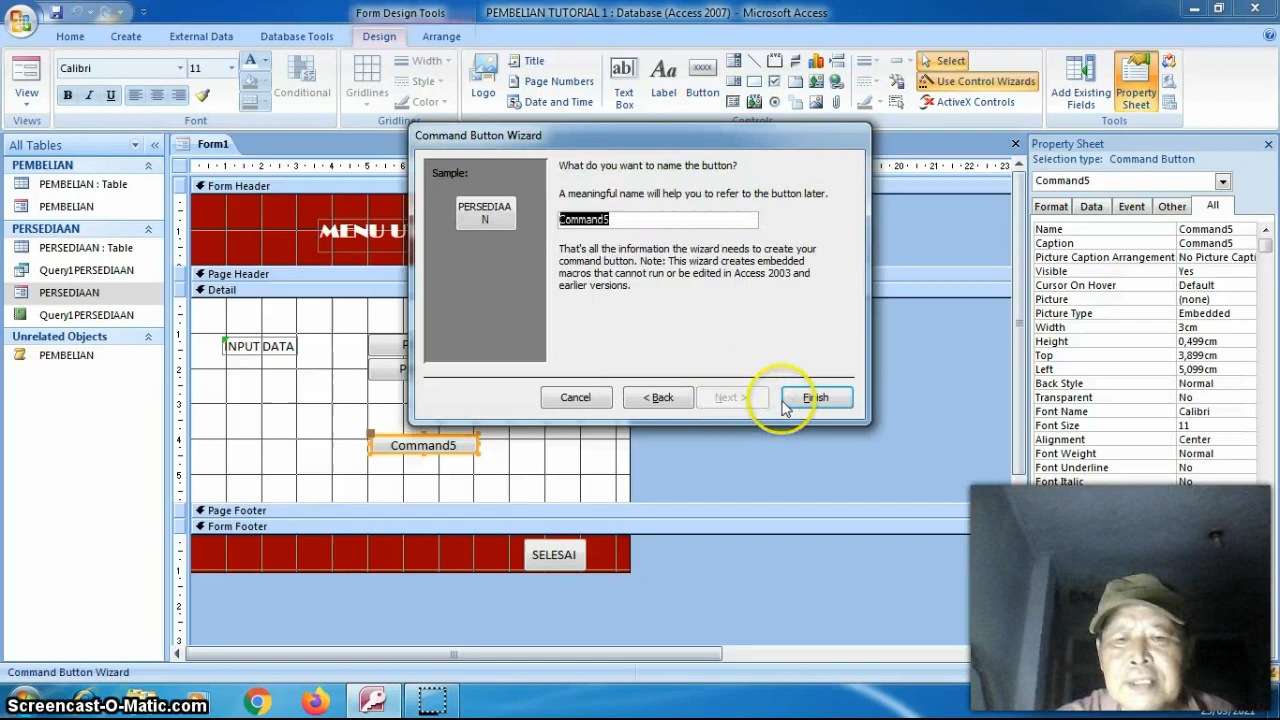 Form Design Tools
PEMBELIAN TUTORIAL 1 : Database (Access 2007) - Microsoft Access
Home
Create
External Data
Database Tools
Design
Arrange
View
Views
Calibri
11
B I U
Conditional
Font
Gridlines
Width
Style
Color
Gridlines
Logo
Title
Page Numbers
Date and Time
Text Box
Label
Button
Select
Use Control Wizards
ActiveX Controls
Add Existing Fields
Property Sheet
Tools
All Tables
PEMBELIAN
PEMBELIAN : Table
PEMBELIAN
PERSEDIAAN
PERSEDIAAN : Table
Query1PERSEDIAAN
PERSEDIAAN
Query1PERSEDIAAN
Unrelated Objects
PEMBELIAN
Form1
Form Header
MENU U
Page Header
Detail
INPUT DATA
Command5
Page Footer
Form Footer
SELESAI
Command Button Wizard
Sample:
PERSEDIAA
N
What do you want to name the button?
A meaningful name will help you to refer to the button later.
Command5
That's all the information the wizard needs to create your
command button. Note: This wizard creates embedded
macros that cannot run or be edited in Access 2003 and
earlier versions.
Cancel
< Back
Next >
Finish
Property Sheet
Selection type: Command Button
Command5
Format Data Event Other All
Name Command5
Caption Command5
Picture Caption Arrangement No Picture Capti
Visible Yes
Cursor On Hover Default
Picture (none)
Picture Type Embedded
Width 3cm
Height 0,499cm
Top 3,899cm
Left 5,099cm
Back Style Normal
Transparent No
Font Name Calibri
Font Size 11
Alignment Center
Font Weight Normal
Font Underline No
Font Italic No
Command Button Wizard
Screencast-O-Matic.com